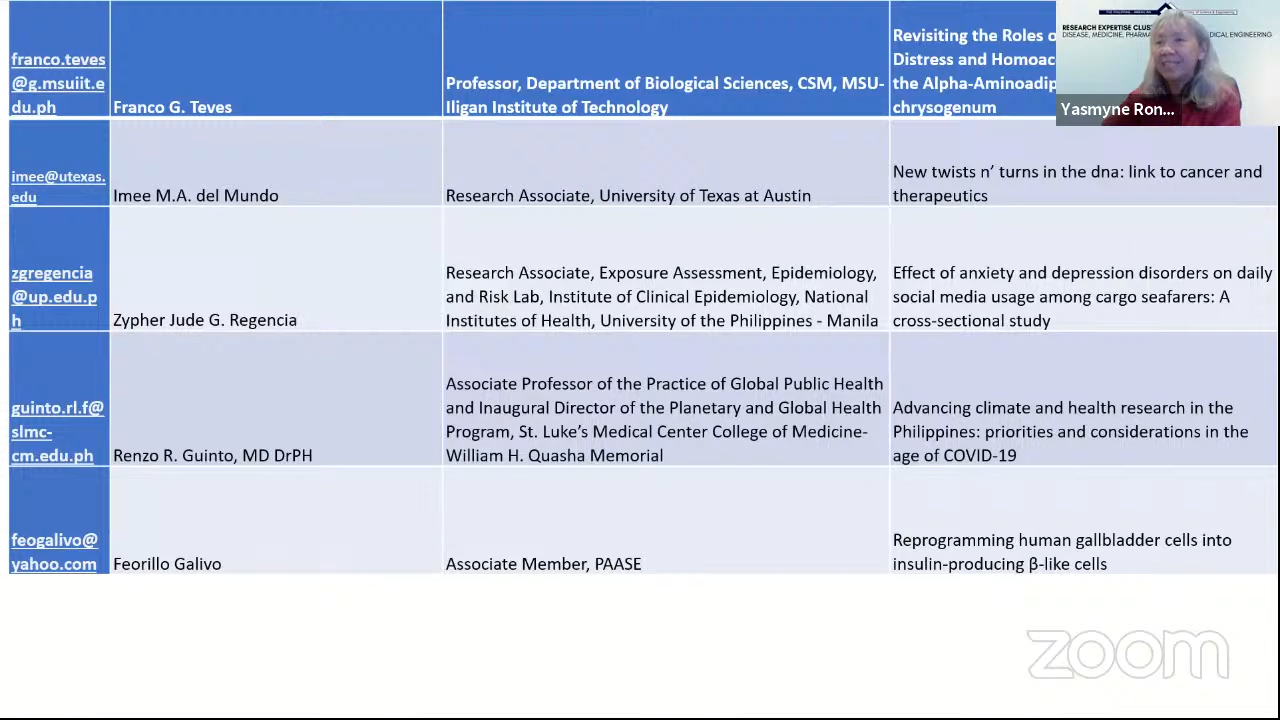 franco.teves
@g.msuiit.e
du.ph
Franco G. Teves
Professor, Department of Biological Sciences, CSM, MSU-
Iligan Institute of Technology
Revisiting the Roles
Distress and
the
chrysogenum
imee@utexas.
edu
Imee M.A. del Mundo
Research Associate, University of Texas at Austin
New twists n’ turns in the dna: link to cancer and
therapeutics
zgregencia
@up.edu.p
h
Zypher Jude G. Regencia
Research Associate, Exposure Assessment, Epidemiology,
and Risk Lab, Institute of Clinical Epidemiology, National
Institutes of Health, University of the Philippines - Manila
Effect of anxiety and depression disorders on daily
social media usage among cargo seafarers: A
cross-sectional study
guinto.rl.f@
slmc-
cm.edu.ph
Renzo R. Guinto, MD DrPH
Associate Professor of the Practice of Global Public Health
and Inaugural Director of the Planetary and Global Health
Program, St. Luke’s Medical Center College of Medicine-
William H. Quasha Memorial
Advancing climate and health research in the
Philippines: priorities and considerations in the
age of COVID-19
feogalivo@
yahoo.com
Feorillo Galivo
Associate Member, PAASE
Reprogramming human gallbladder cells into
insulin-producing β-like cells
RESEARCH EXPERTISE
DISEASE, MEDICINE, ENGINEERING
Yasmyne Ron...
zoom